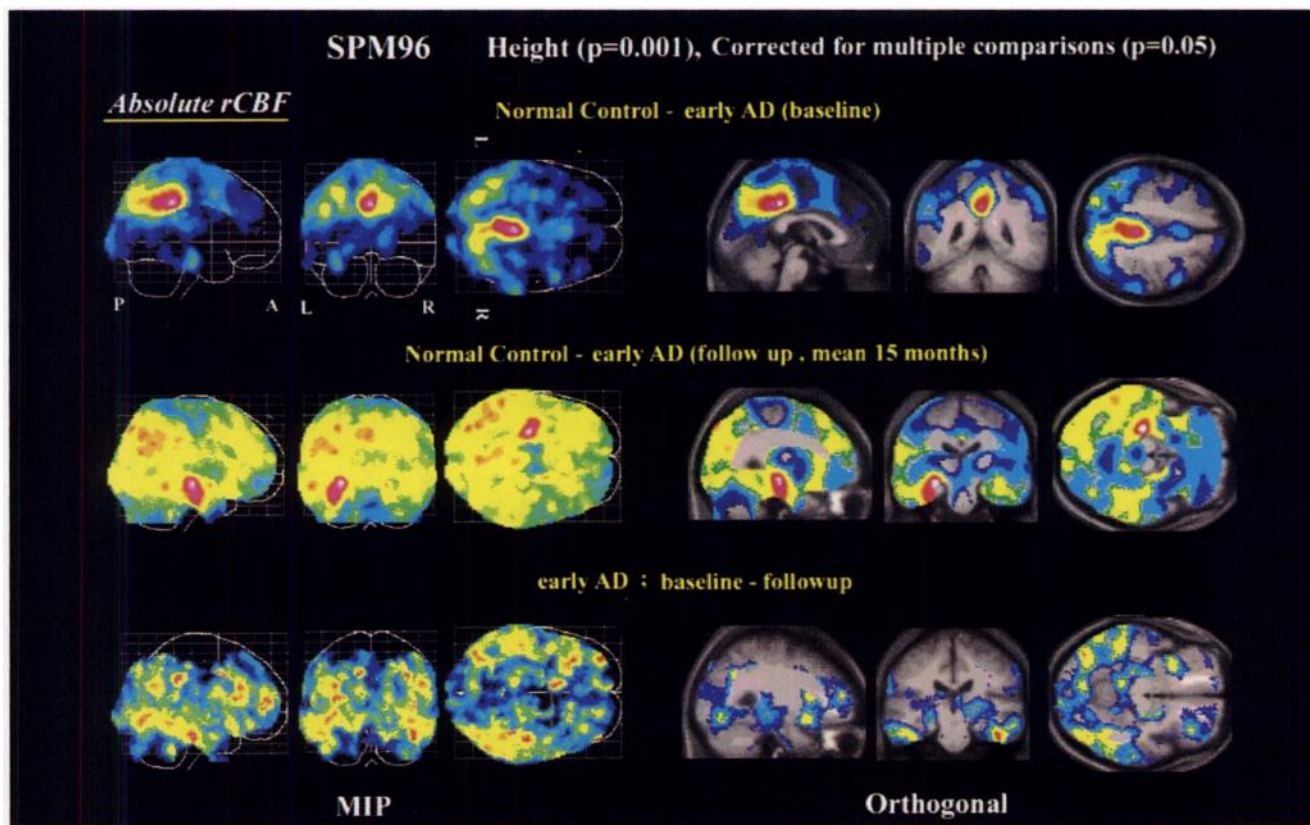 SPM96 Height (p=0.001), Corrected for multiple comparisons (p=0.05)
Absolute rCBF
Normal Control - early AD (baseline)
L
R
P A L R
Normal Control - early AD (follow up , mean 15 months)
early AD ; baseline - followup
MIP Orthogonal